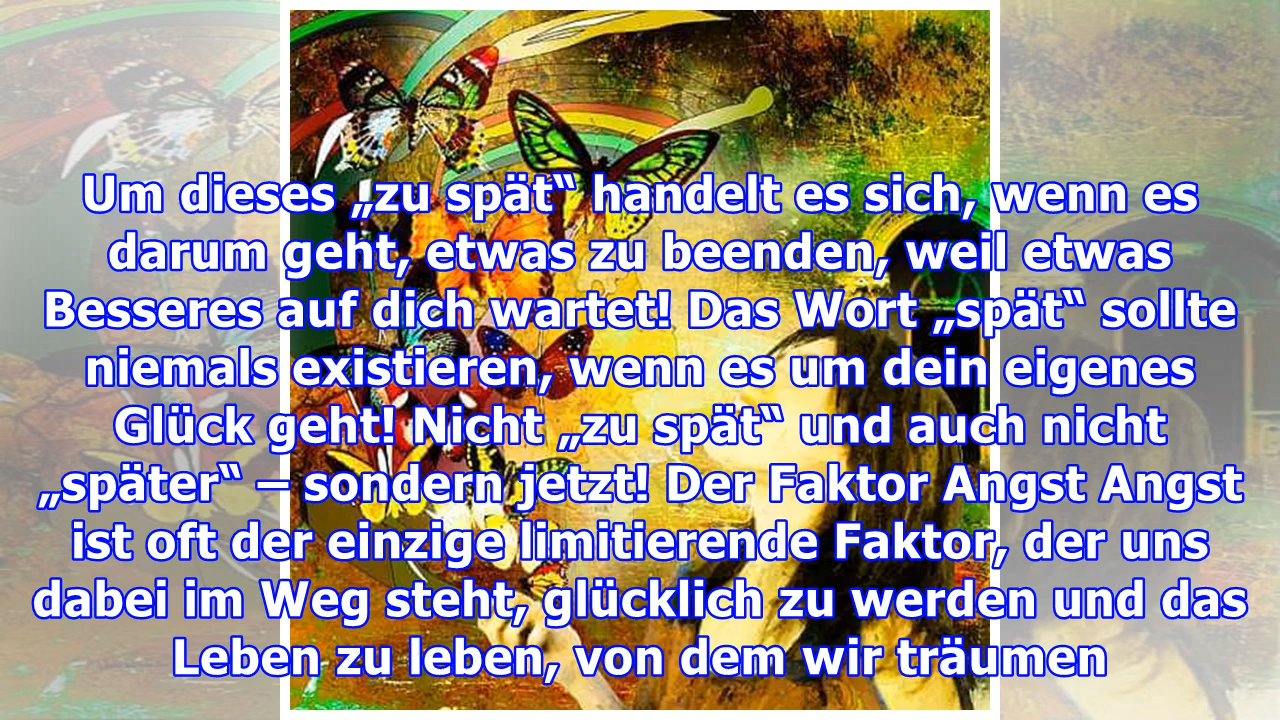 Um dieses „zu spät“ handelt es sich, wenn es
darum geht, etwas zu beenden, weil etwas
Besseres auf dich wartet! Das Wort „spät“ sollte
niemals existieren, wenn es um dein eigenes
Glück geht! Nicht „zu spät“ und auch nicht
„später“ – sondern jetzt! Der Faktor Angst Angst
ist oft der einzige limitierende Faktor, der uns
dabei im Weg steht, glücklich zu werden und das
Leben zu leben, von dem wir träumen